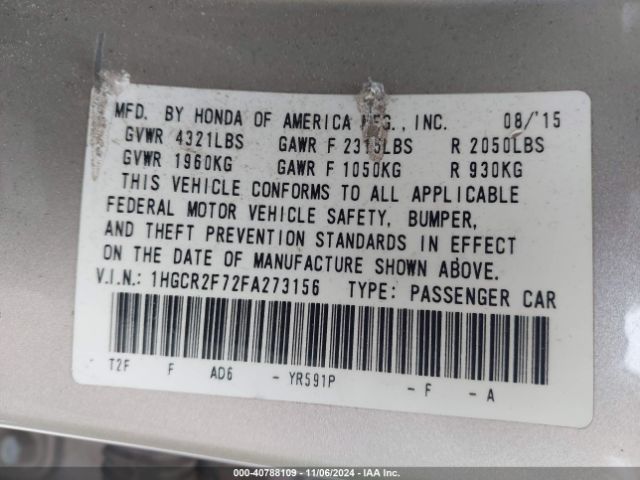 MFD. BY HONDA OF AMERICA MFG., INC. 08/'15
GVWR 4321LBS GAWR F 2315LBS R 2050LBS
GVWR 1960KG GAWR F 1050KG R 930KG
THIS VEHICLE CONFORMS TO ALL APPLICABLE
FEDERAL MOTOR VEHICLE SAFETY, BUMPER,
AND THEFT PREVENTION STANDARDS IN EFFECT
ON THE DATE OF MANUFACTURE SHOWN ABOVE.
V.I.N.: 1HGCR2F72FA273156 TYPE: PASSENGER CAR
T2F F AD6 - YR591P - F - A
000-40788109 - 11/06/2024 - IAA Inc.